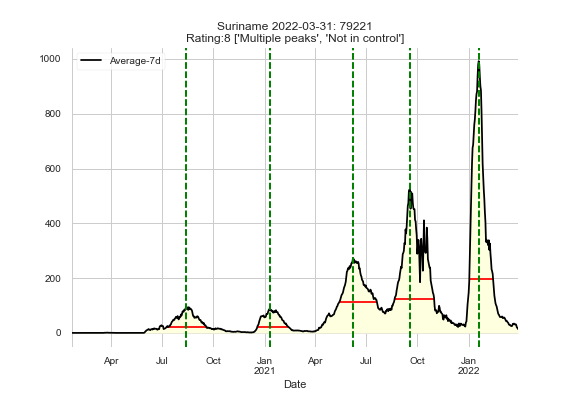 Suriname 2022-03-31: 79221
Rating:8 ['Multiple peaks', 'Not in control']
Average-7d
1000
800
600
400
200
0
Apr Jul Oct Jan Apr Jul Oct Jan
2021 2022
Date